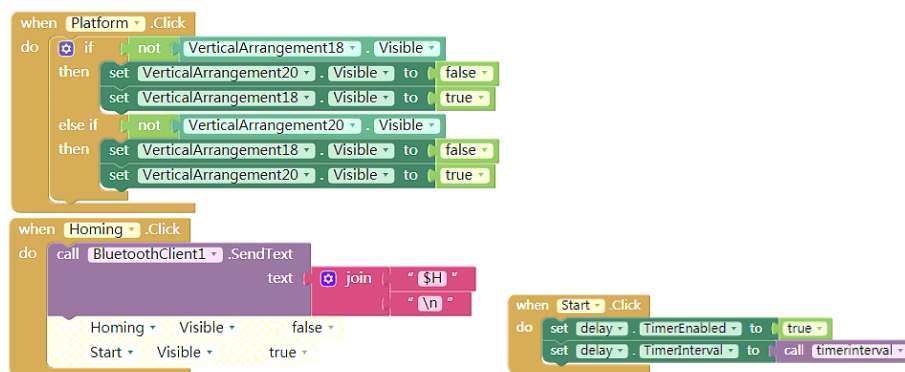 when Platform .Click
do if not VerticalArrangement18 . Visible
then set VerticalArrangement20 . Visible to false
set VerticalArrangement18 . Visible to true
else if not VerticalArrangement20 . Visible
then set VerticalArrangement18 . Visible to false
set VerticalArrangement20 . Visible to true
when Homing .Click
do call BluetoothClient1 .SendText
text join " $H "
" \n "
Homing Visible false
Start Visible true
when Start .Click
do set delay . TimerEnabled to true
set delay . TimerInterval to call timerinterval